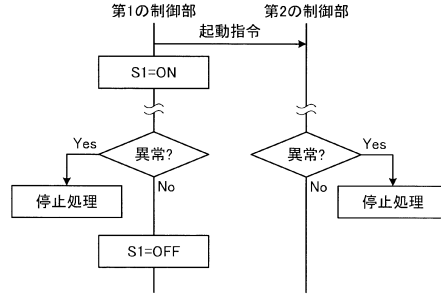 第1の制御部
第2の制御部
起動指令
S1=ON
Yes
異常?
異常?
Yes
No
No
停止処理
停止処理
S1=OFF